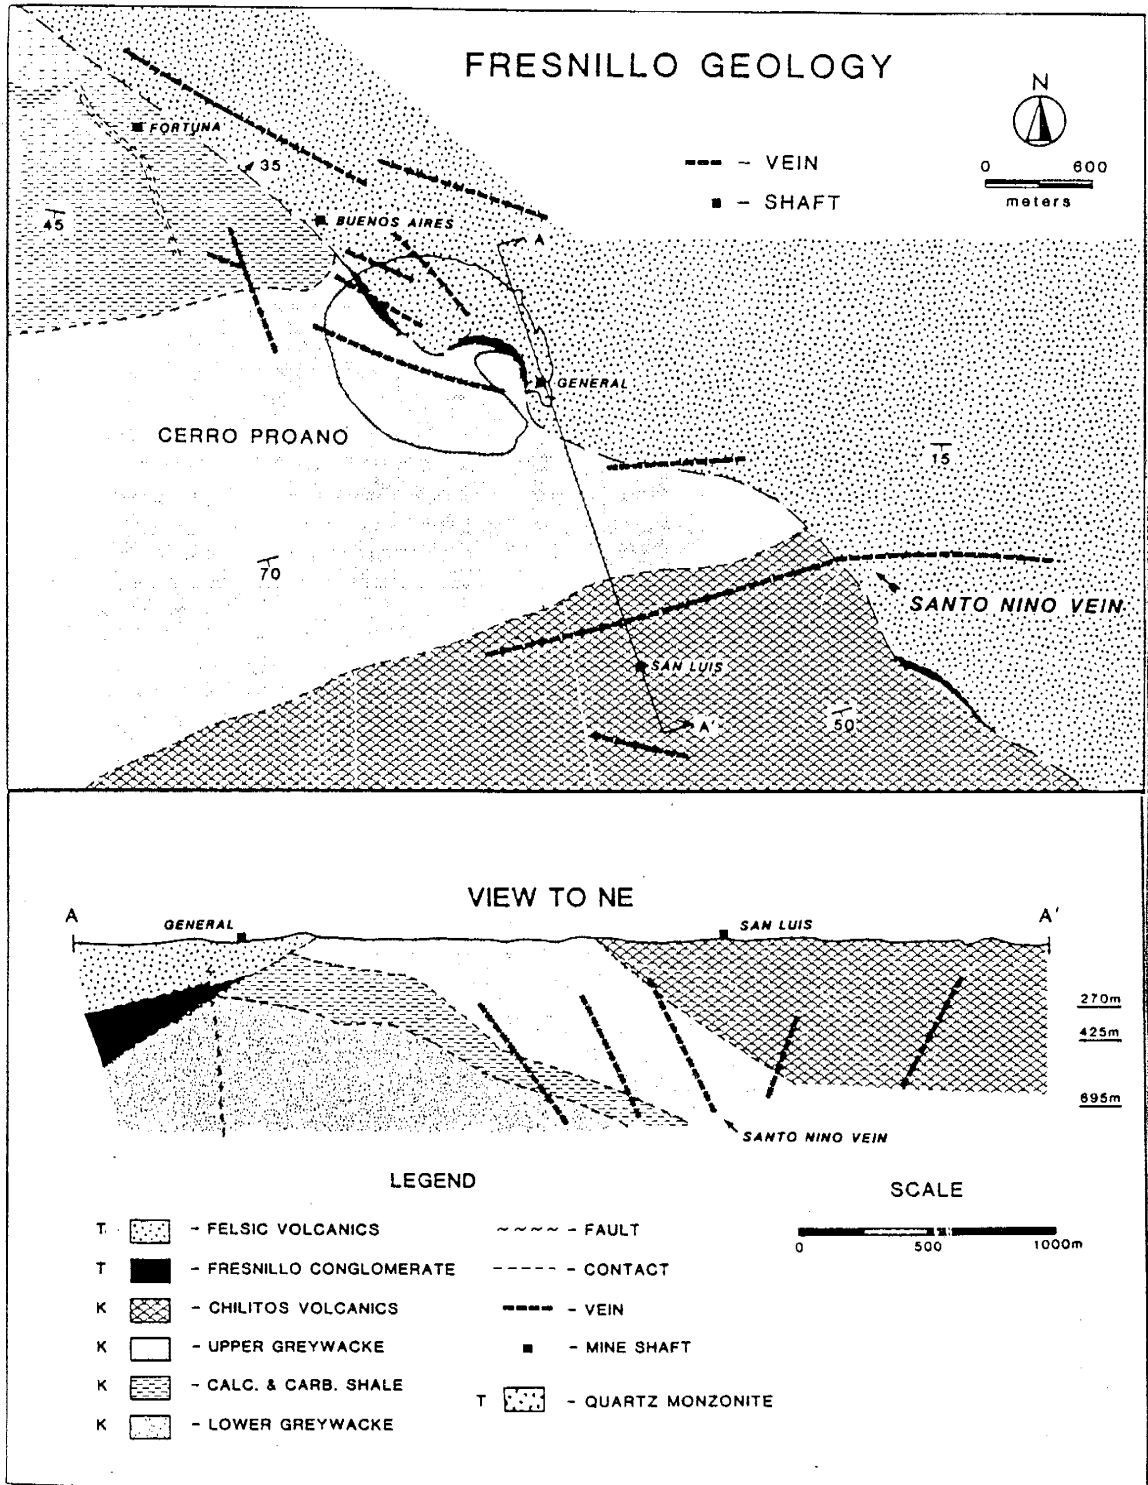 FRESNILLO GEOLOGY
N
- VEIN
- SHAFT
0 600
meters
FORTUNA
35
45
BUENOS AIRES
A
GENERAL
CERRO PROANO
15
70
SANTO NINO VEIN
SAN LUIS
A'
50
VIEW TO NE
A
GENERAL
SAN LUIS
A'
270m
425m
695m
SANTO NINO VEIN
LEGEND
SCALE
0 500 1000m
T - FELSIC VOLCANICS
T - FRESNILLO CONGLOMERATE
K - CHILITOS VOLCANICS
K - UPPER GREYWACKE
K - CALC. & CARB. SHALE
K - LOWER GREYWACKE
- FAULT
- CONTACT
- VEIN
- MINE SHAFT
T - QUARTZ MONZONITE